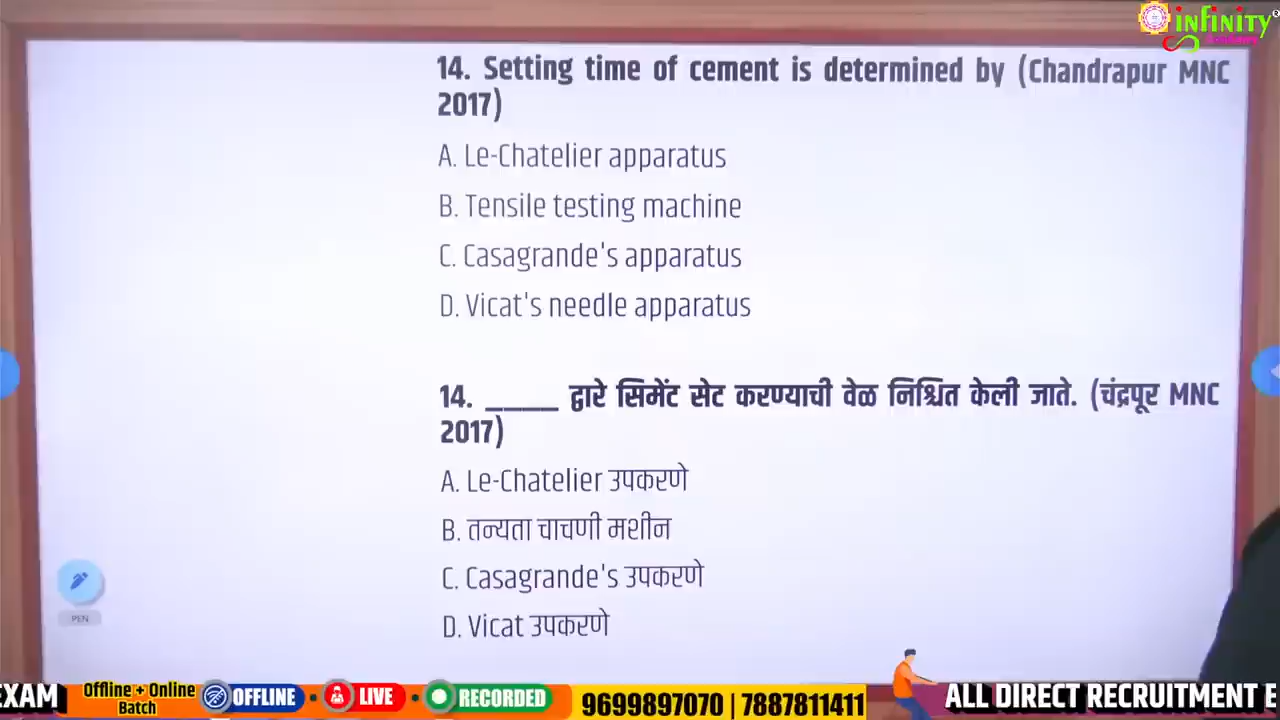 infinity
14. Setting time of cement is determined by (Chandrapur MNC
2017)
A. Le-Chatelier apparatus
B. Tensile testing machine
C. Casagrande's apparatus
D. Vicat's needle apparatus
14. ____ द्वारे सिमेंट सेट करण्याची वेळ निश्चित केली जाते. (चंद्रपूर MNC
2017)
A. Le-Chatelier उपकरणे
B. तन्यता चाचणी मशीन
C. Casagrande's उपकरणे
D. Vicat उपकरणे
PEN
EXAM
Offline + Online
Batch
OFFLINE
LIVE
RECORDED
9699897070 | 7887811411
ALL DIRECT RECRUITMENT E